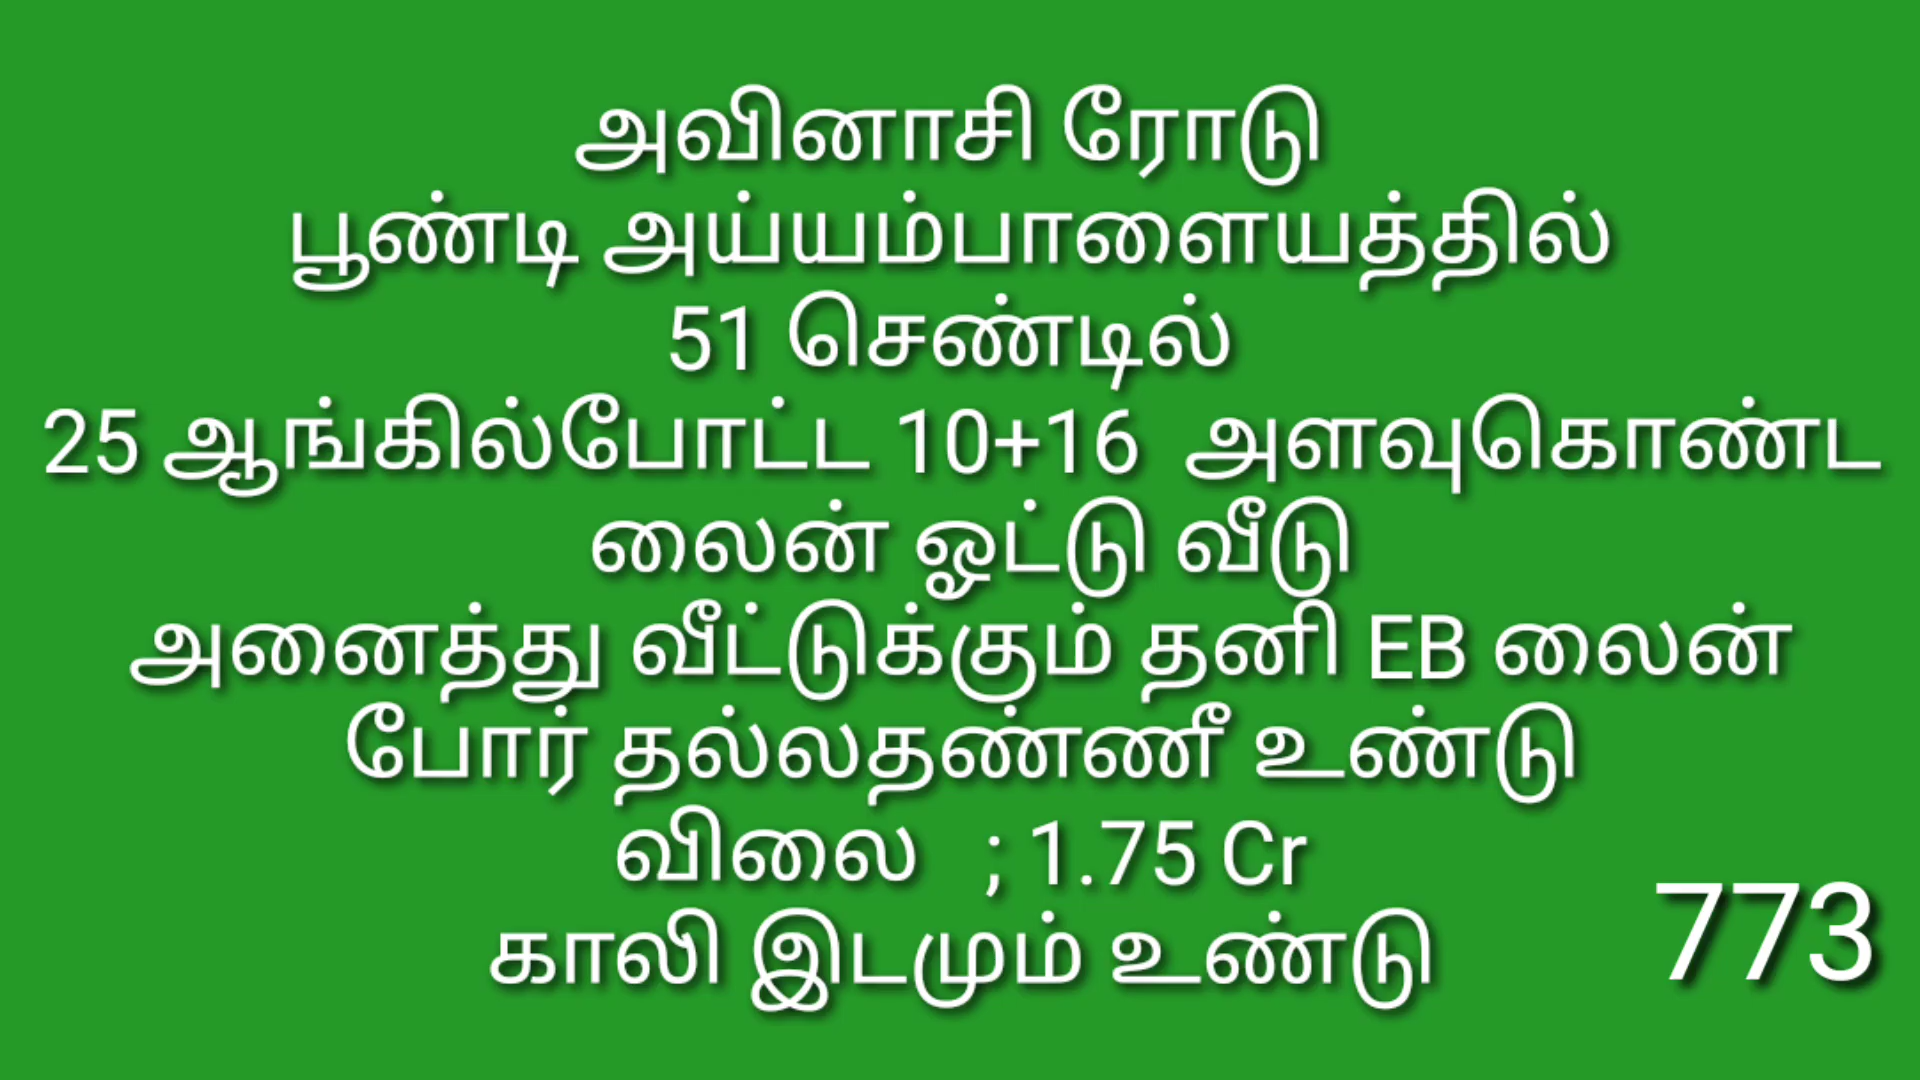 அவினாசி ரோடு
பூண்டி அய்யம்பாளையத்தில்
51 செண்டில்
25 ஆங்கில்போட்ட 10+16 அளவுகொண்ட
லைன் ஓட்டு வீடு
அனைத்து வீட்டுக்கும் தனி EB லைன்
போர் தல்லதண்ணீ உண்டு
விலை ; 1.75 Cr
காலி இடமும் உண்டு
773